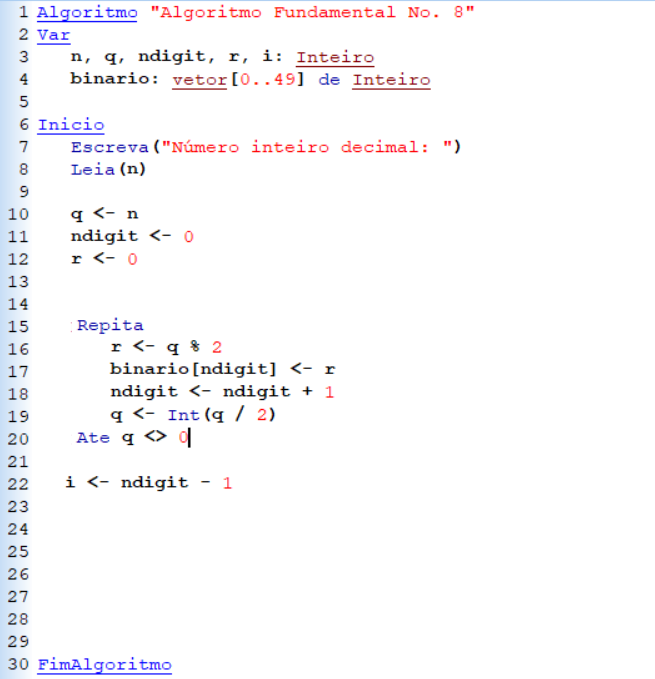 1 Algoritmo "Algoritmo Fundamental No. 8"
2 Var
3 n, q, ndigit, r, i: Inteiro
4 binario: vetor[0..49] de Inteiro
5
6 Inicio
7 Escreva("Número inteiro decimal: ")
8 Leia(n)
9
10 q <- n
11 ndigit <- 0
12 r <- 0
13
14
15 Repita
16 r <- q % 2
17 binario[ndigit] <- r
18 ndigit <- ndigit + 1
19 q <- Int(q / 2)
20 Ate q <> 0
21
22 i <- ndigit - 1
23
24
25
26
27
28
29
30 FimAlgoritmo